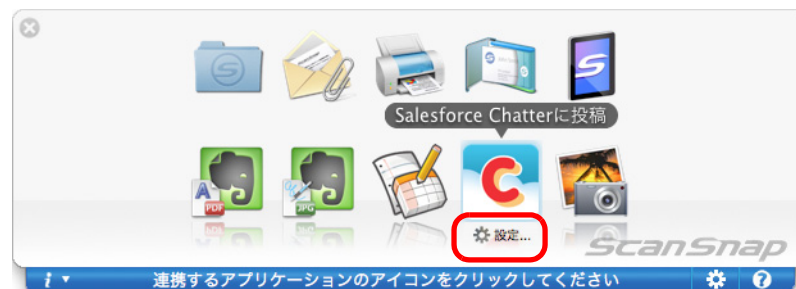 Salesforce Chatterに投稿
PDF
JPG
設定...
ScanSnap
連携するアプリケーションのアイコンをクリックしてください